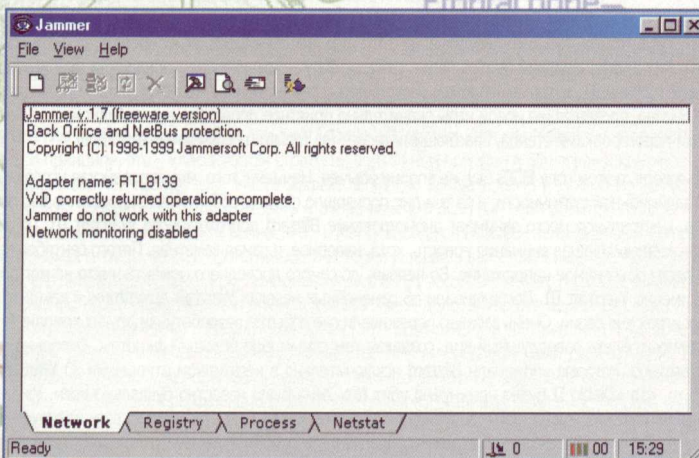 Jammer
File View Help
Jammer v.1.7 (freeware version)
Back Orifice and NetBus protection.
Copyright (C) 1998-1999 Jammersoft Corp. All rights reserved.
Adapter name: RTL8139
VxD correctly returned operation incomplete.
Jammer do not work with this adapter
Network monitoring disabled
Network Registry Process Netstat
Ready 0 00 15:29